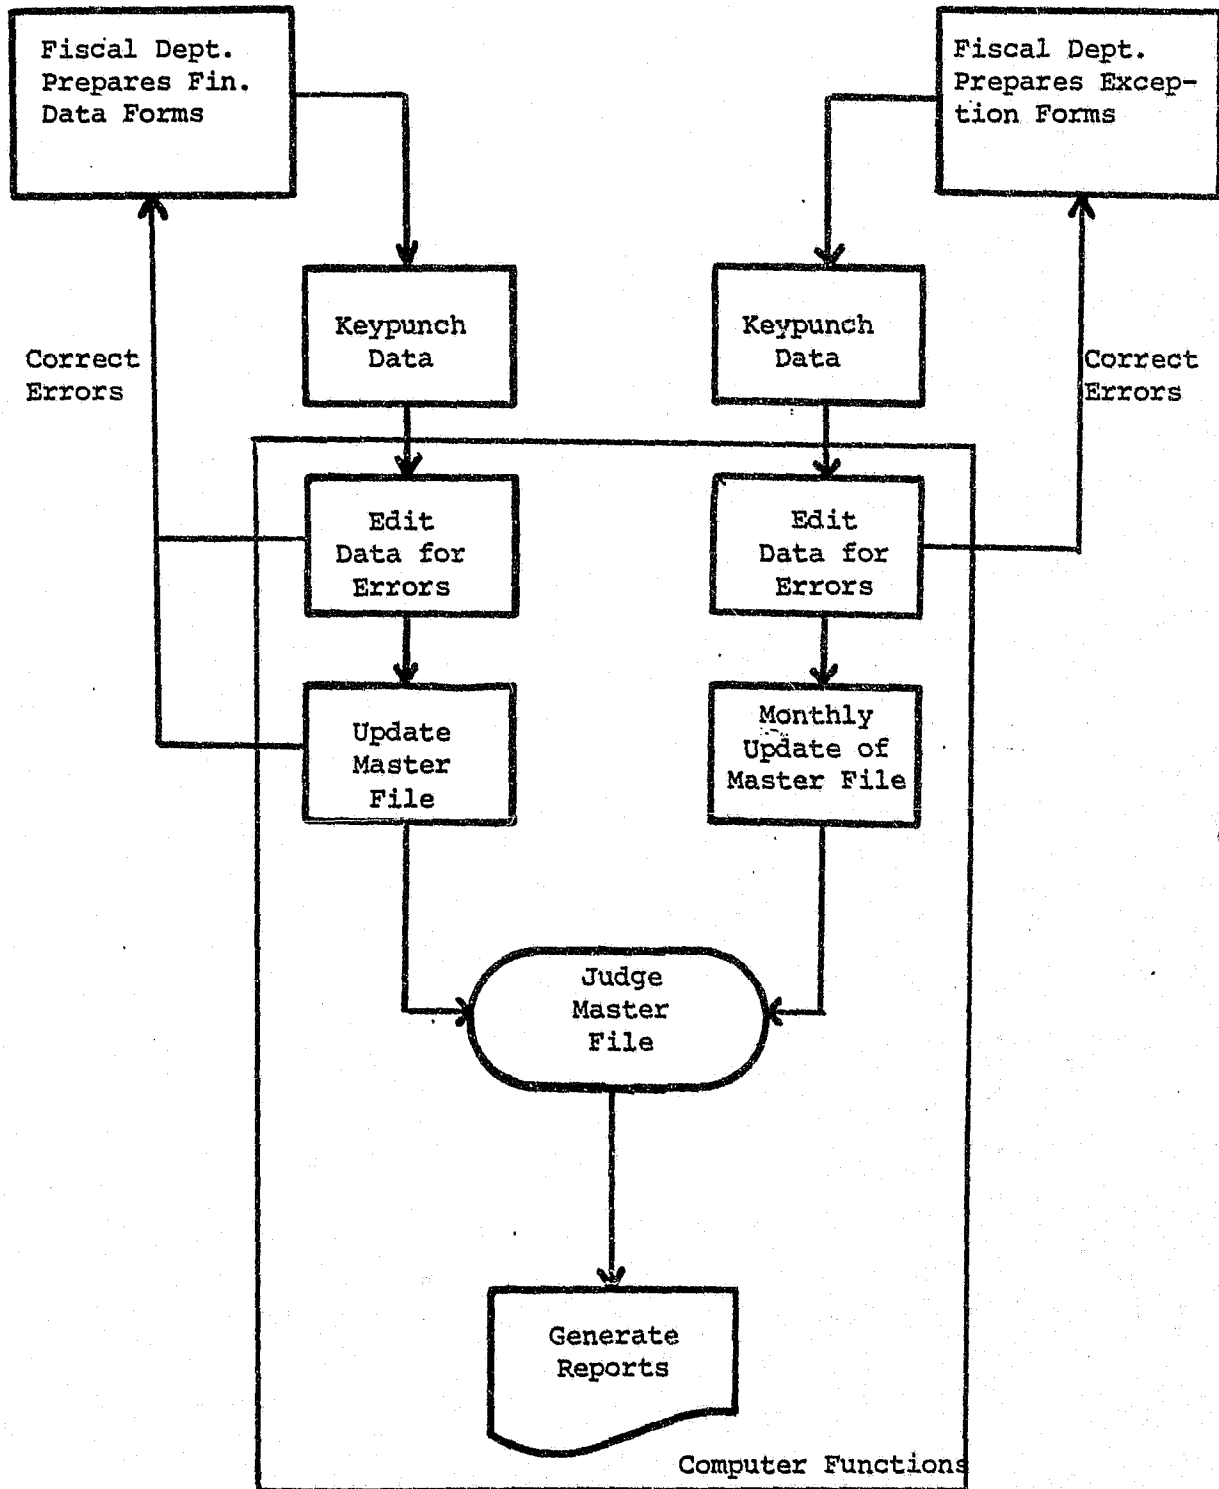 Fiscal Dept.
Prepares Fin.
Data Forms
Fiscal Dept.
Prepares Excep-
tion Forms
Keypunch
Data
Keypunch
Data
Correct
Errors
Correct
Errors
Edit
Data for
Errors
Edit
Data for
Errors
Update
Master
File
Monthly
Update of
Master File
Judge
Master
File
Generate
Reports
Computer Functions